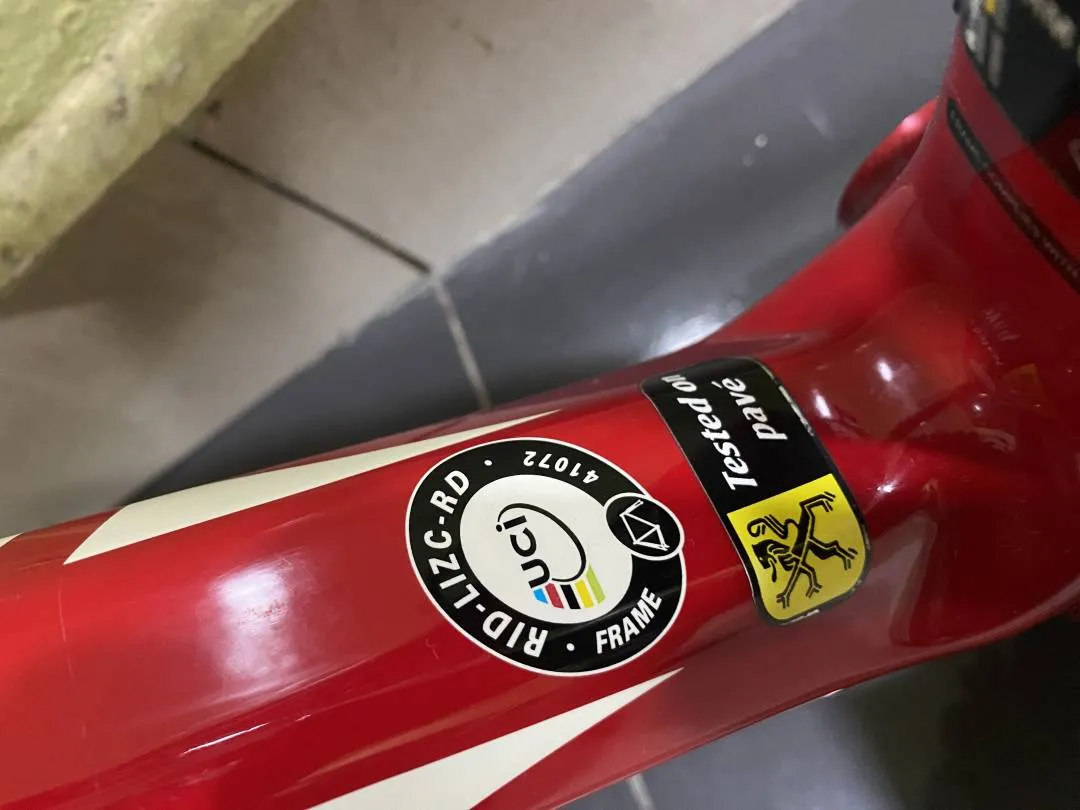 RID-LIZC-RD · 41072
FRAME ·
UCi
Tested on
pavé